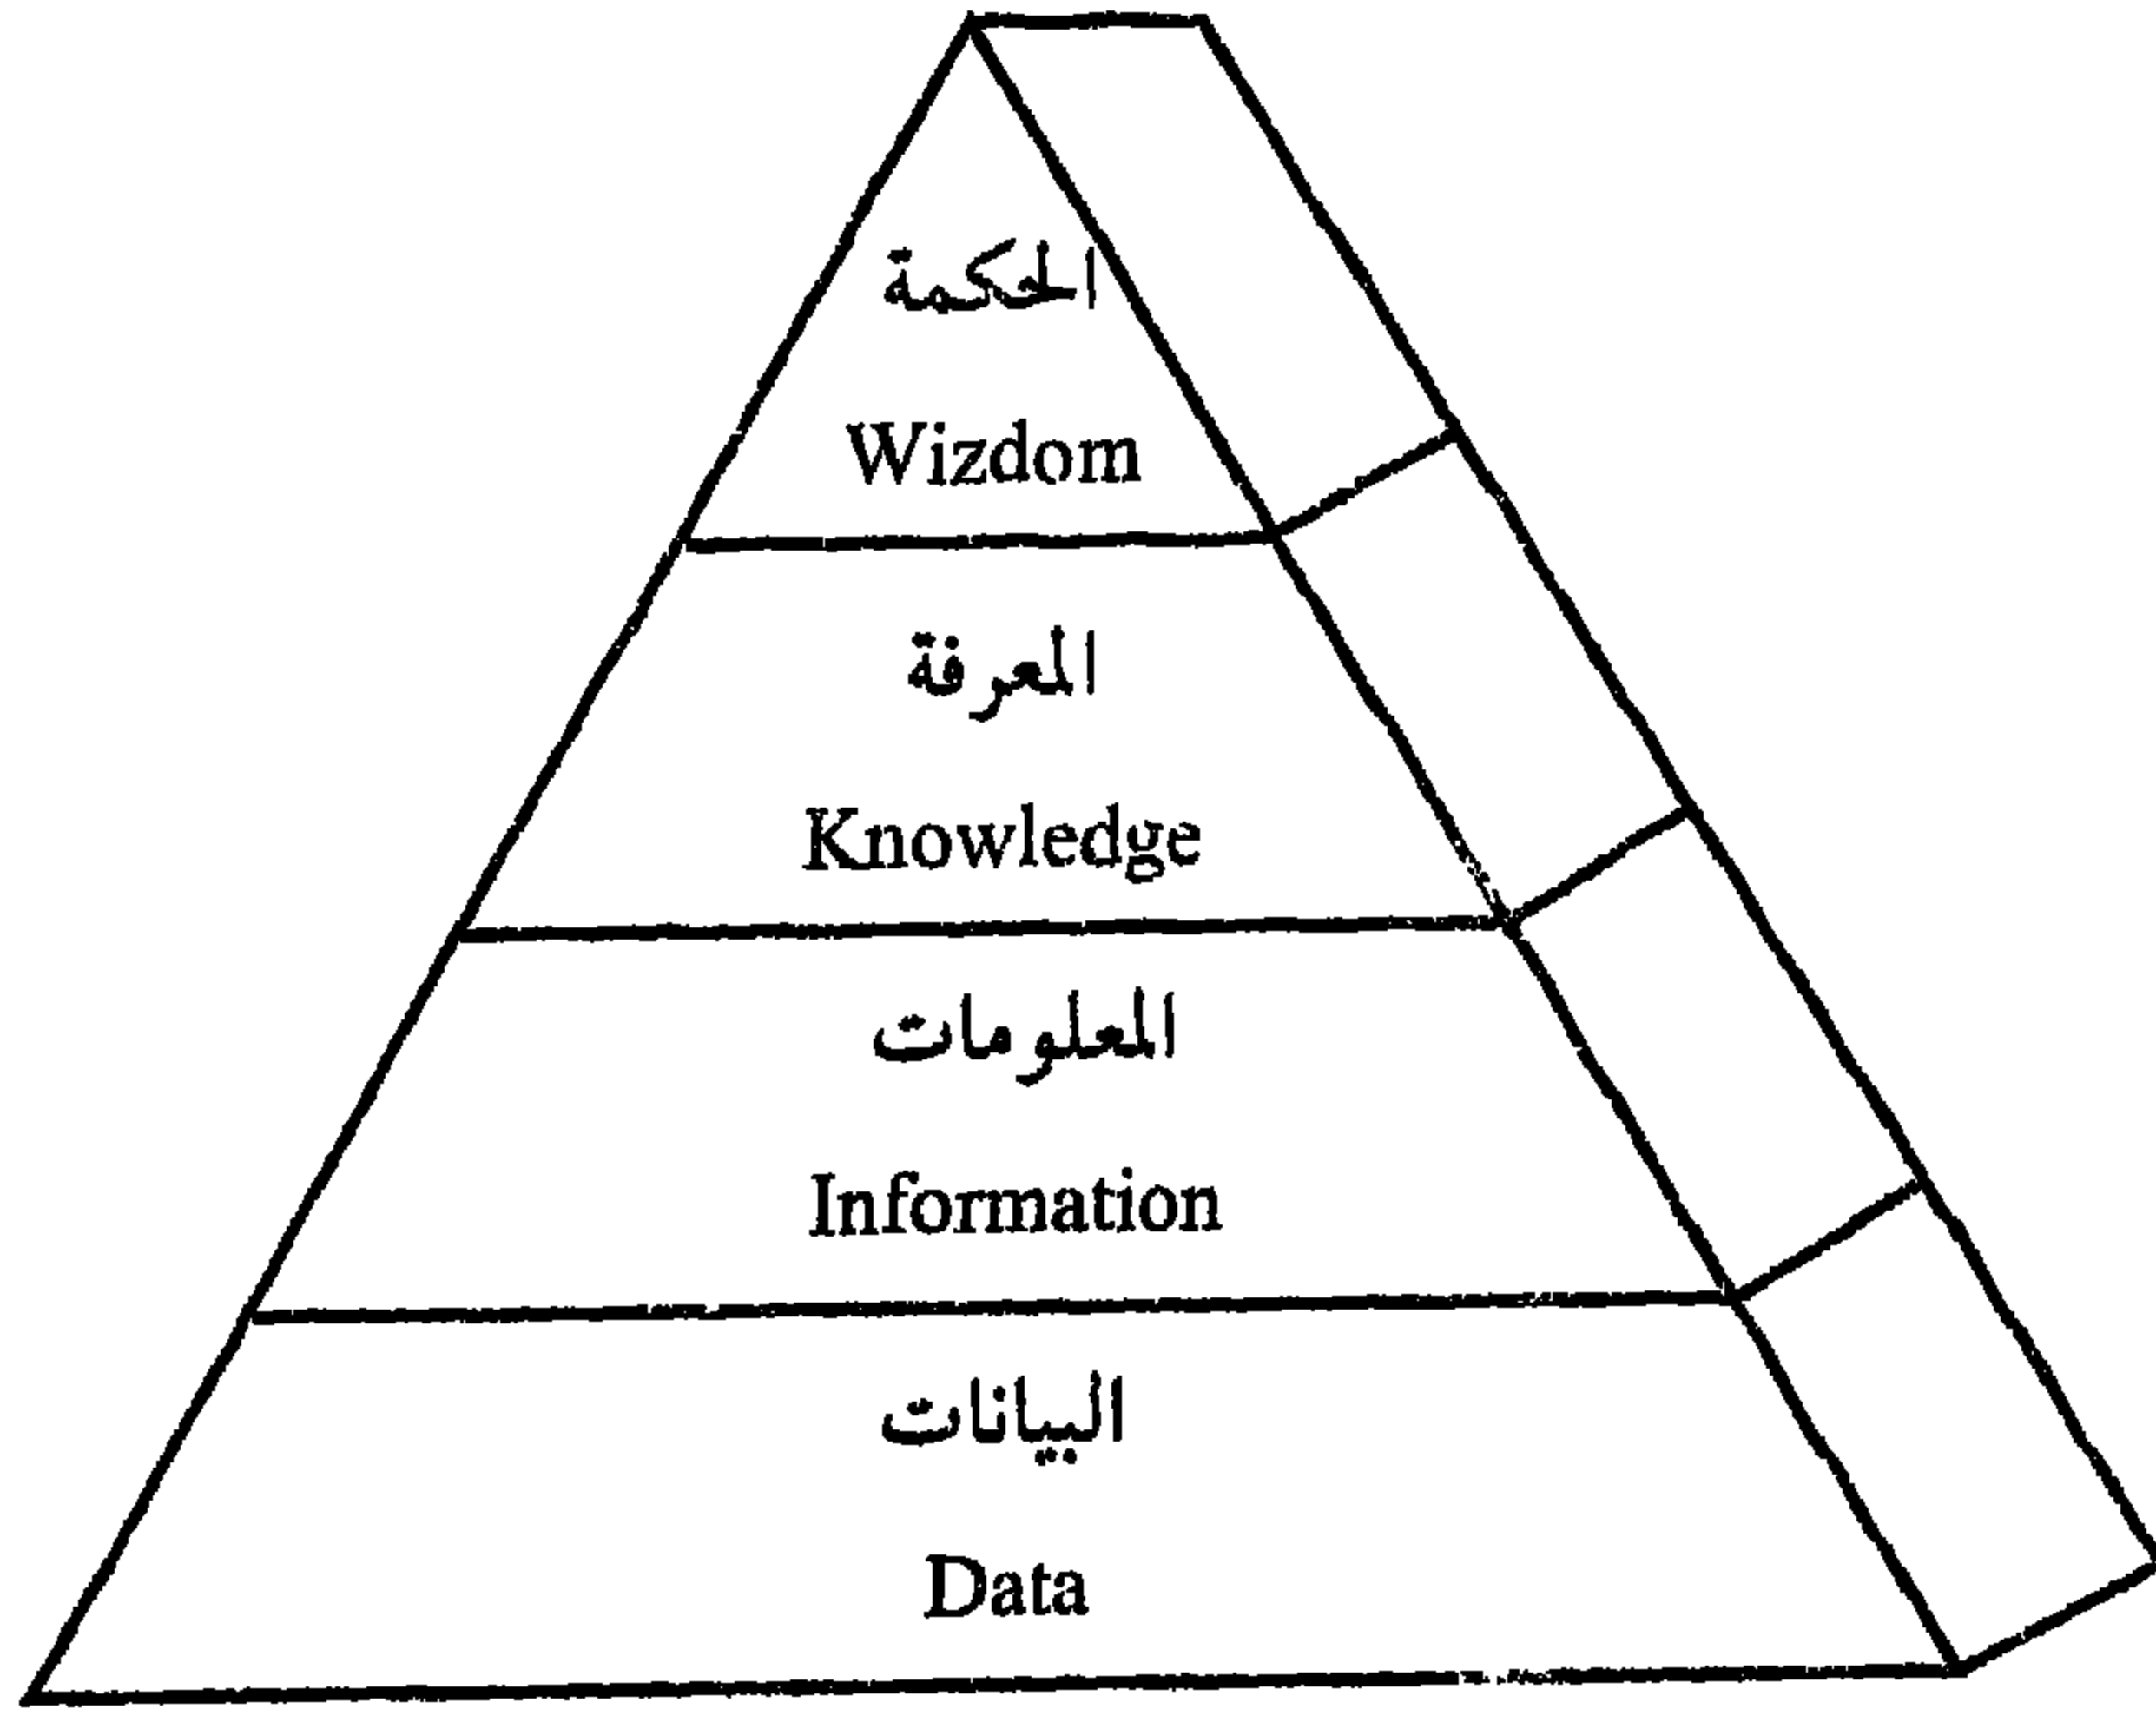 الحكمة
Wizdom
المعرفة
Knowledge
المعلومات
Information
البيانات
Data